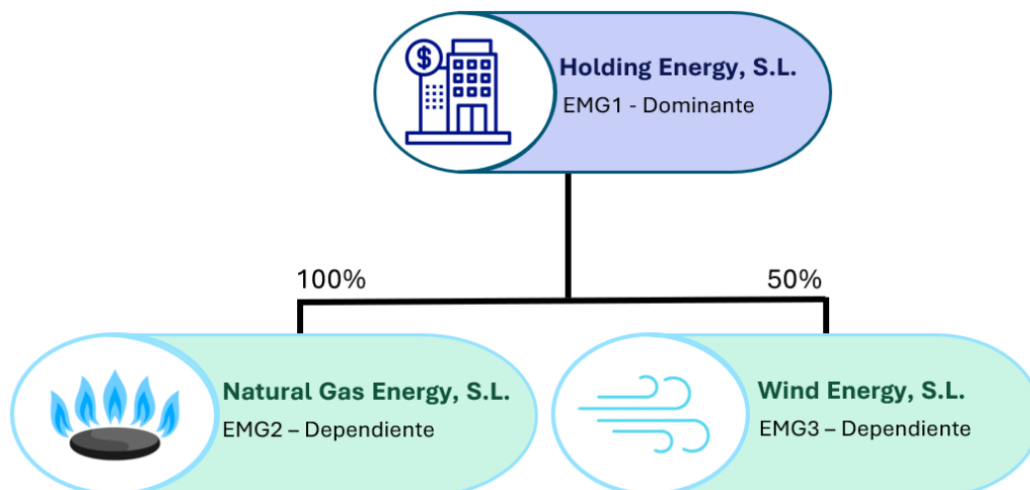 $
Holding Energy, S.L.
EMG1 - Dominante
100%
50%
Natural Gas Energy, S.L.
EMG2 – Dependiente
Wind Energy, S.L.
EMG3 – Dependiente